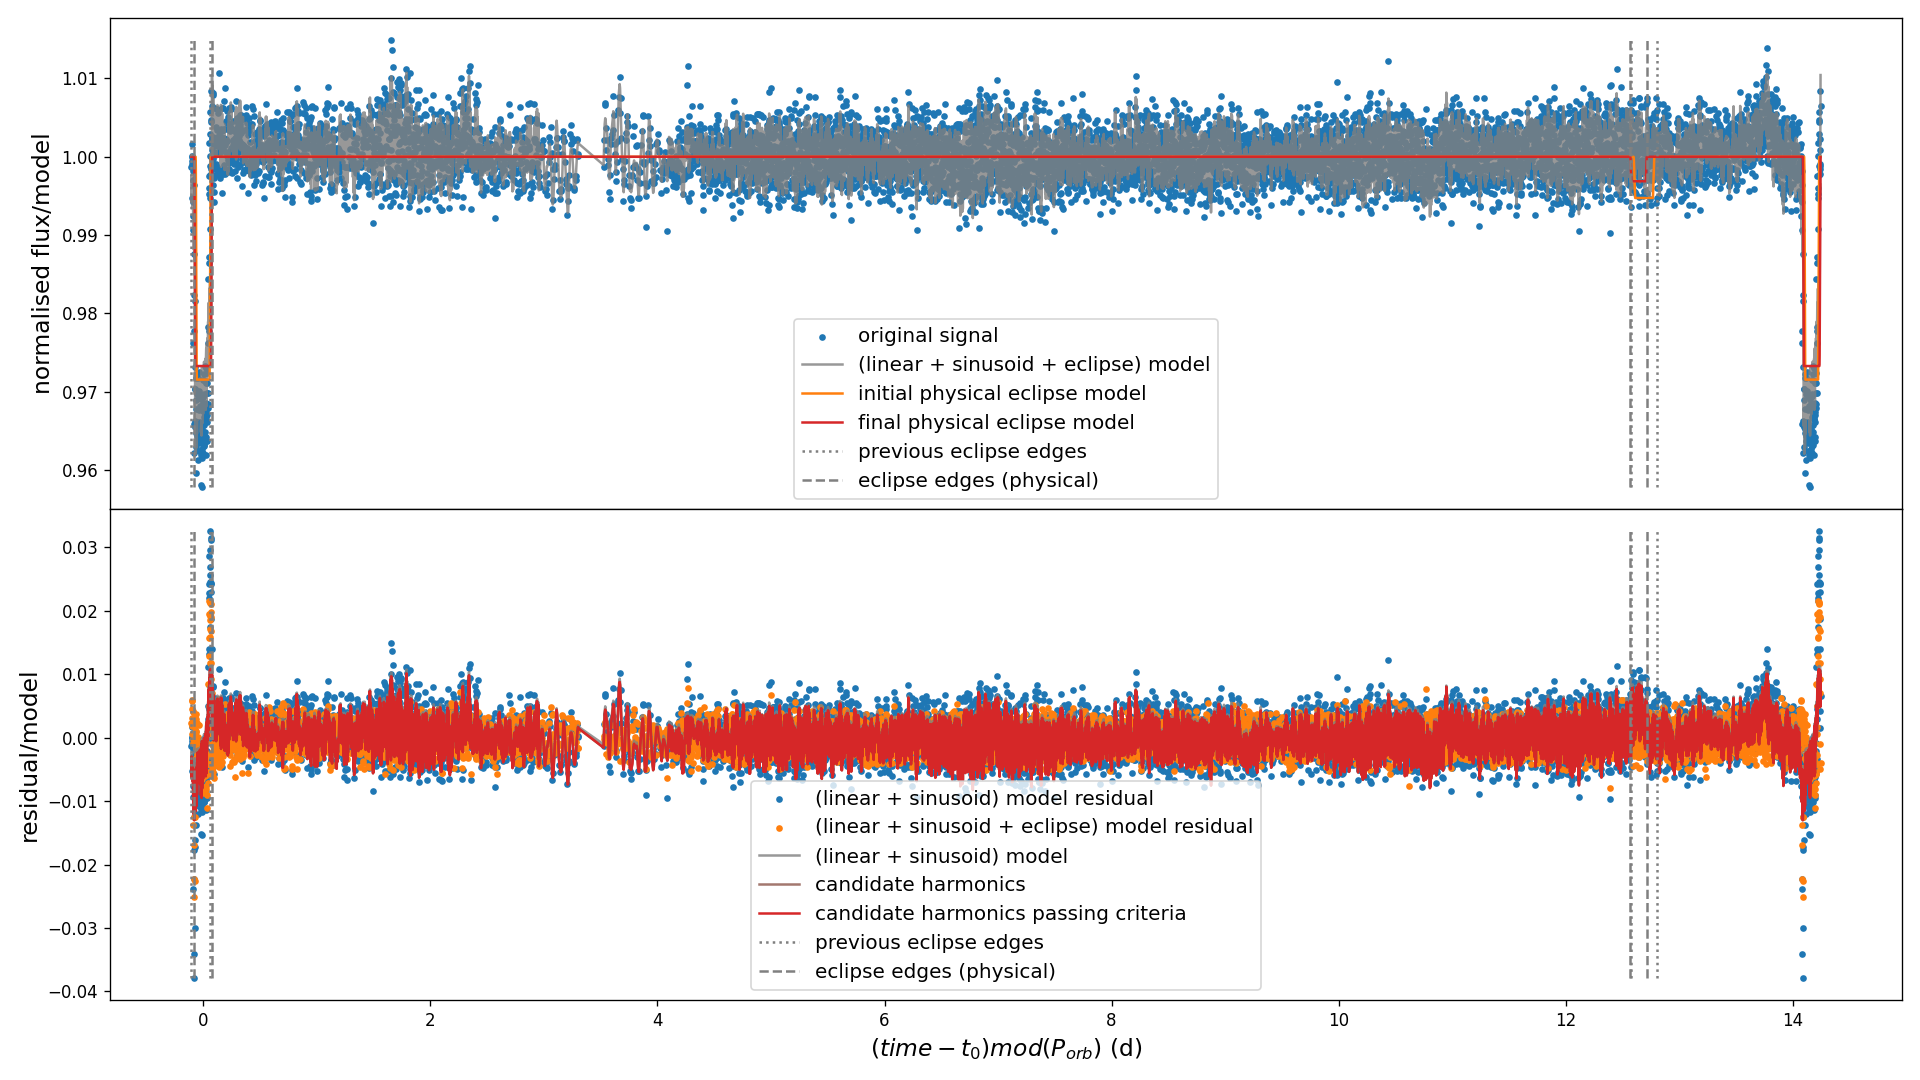 normalised flux/model
1.01
1.00
0.99
0.98
0.97
0.96
original signal
(linear + sinusoid + eclipse) model
initial physical eclipse model
final physical eclipse model
previous eclipse edges
eclipse edges (physical)
residual/model
0.03
0.02
0.01
0.00
−0.01
−0.02
−0.03
−0.04
(linear + sinusoid) model residual
(linear + sinusoid + eclipse) model residual
(linear + sinusoid) model
candidate harmonics
candidate harmonics passing criteria
previous eclipse edges
eclipse edges (physical)
0 2 4 6 8 10 12 14
(time − t₀)mod(Pₒᵣb) (d)